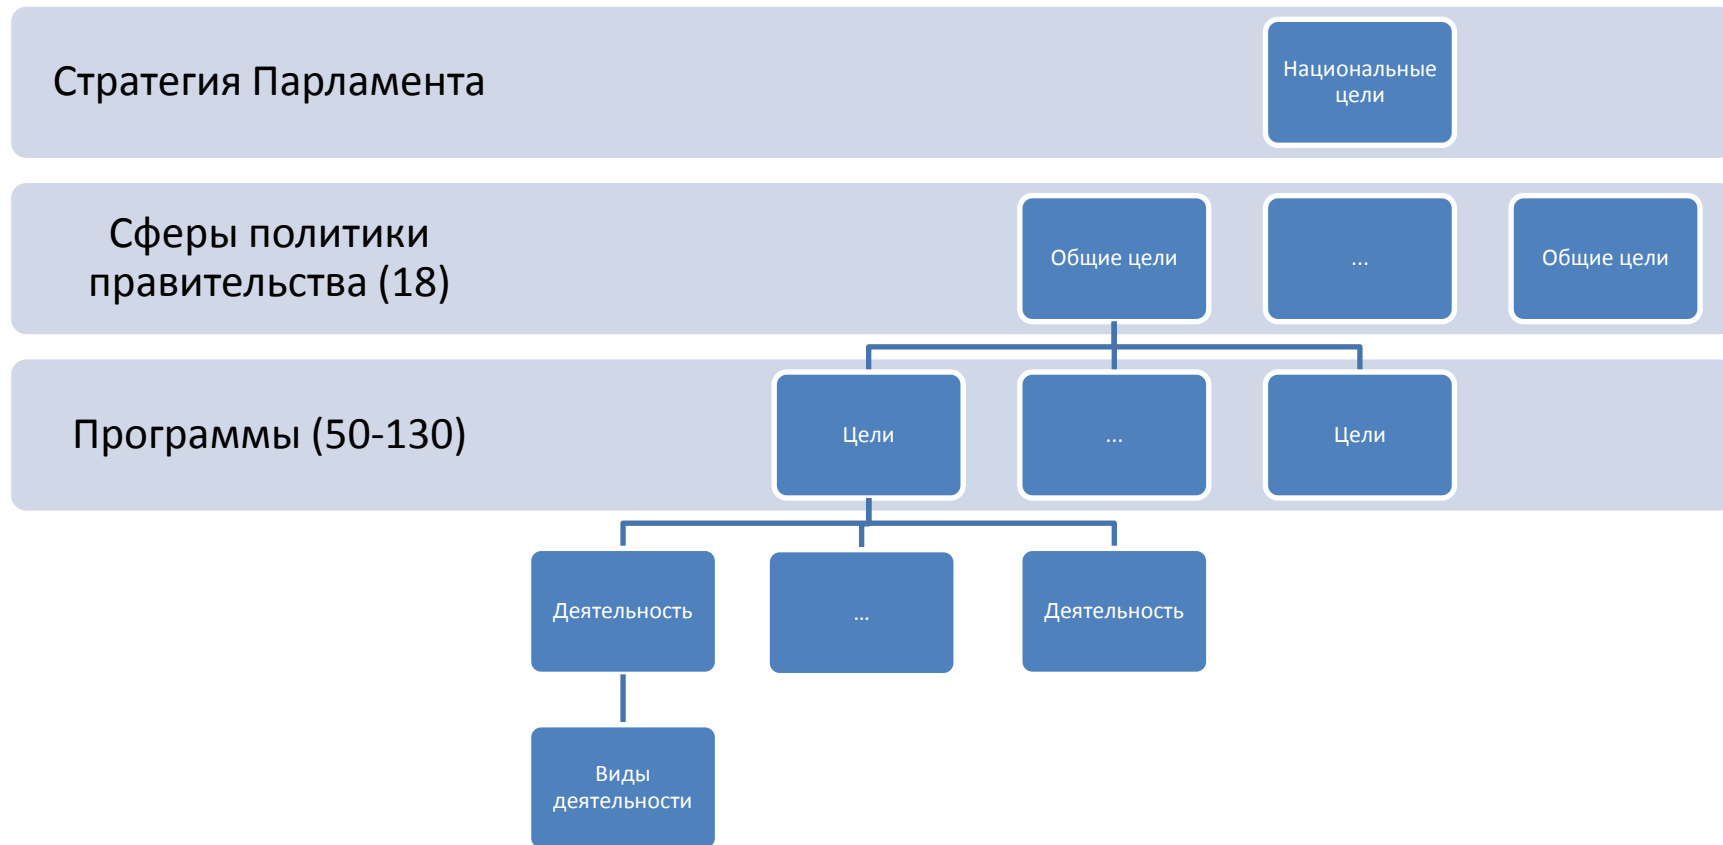 Стратегия Парламента
Национальные
цели
Сферы политики
правительства (18)
Общие цели
...
Общие цели
Программы (50-130)
Цели
...
Цели
Деятельность
...
Деятельность
Виды
деятельности